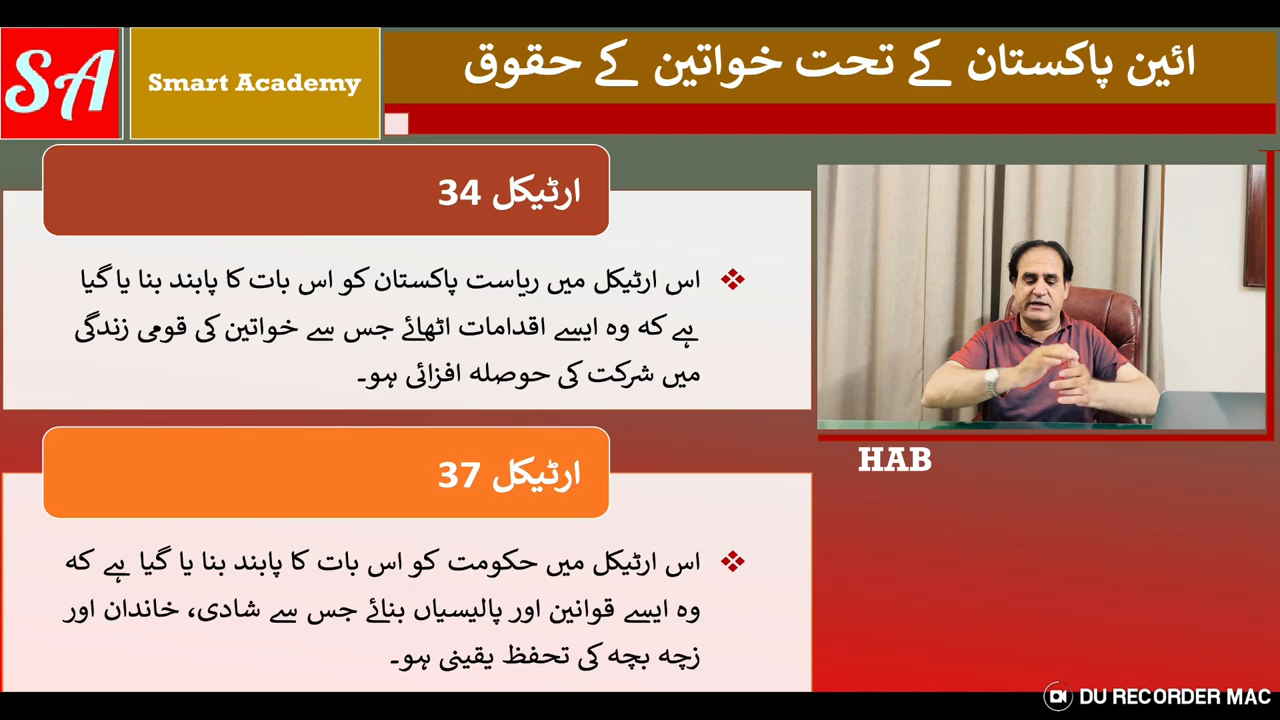 SA
Smart Academy
ائین پاکستان کے تحت خواتین کے حقوق
ارٹیکل 34
اس ارٹیکل میں ریاست پاکستان کو اس بات کا پابند بنا یا گیا
ہے کہ وہ ایسے اقدامات اٹھائے جس سے خواتین کی قومی زندگی
میں شرکت کی حوصلہ افزائی ہو۔
ارٹیکل 37
اس ارٹیکل میں حکومت کو اس بات کا پابند بنا یا گیا ہے کہ
وہ ایسے قوانین اور پالیسیاں بنائے جس سے شادی، خاندان اور
زچہ بچہ کی تحفظ یقینی ہو۔
HAB
DU RECORDER MAC